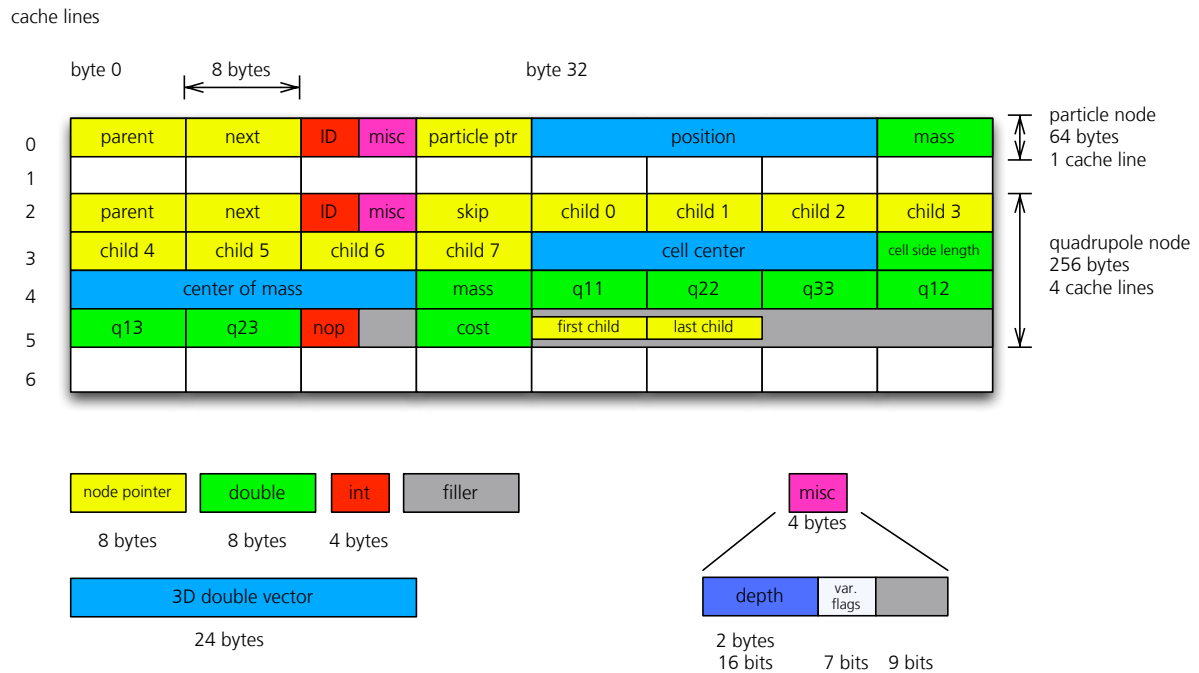 cache lines
byte 0
8 bytes
byte 32
0
parent
next
ID
misc
particle ptr
position
mass
particle node
64 bytes
1 cache line
1
2
parent
next
ID
misc
skip
child 0
child 1
child 2
child 3
3
child 4
child 5
child 6
child 7
cell center
cell side length
quadrupole node
256 bytes
4 cache lines
4
center of mass
mass
q11
q22
q33
q12
5
q13
q23
nop
cost
first child
last child
6
node pointer
double
int
filler
8 bytes
8 bytes
4 bytes
3D double vector
24 bytes
misc
4 bytes
depth
var.
flags
2 bytes
16 bits
7 bits
9 bits